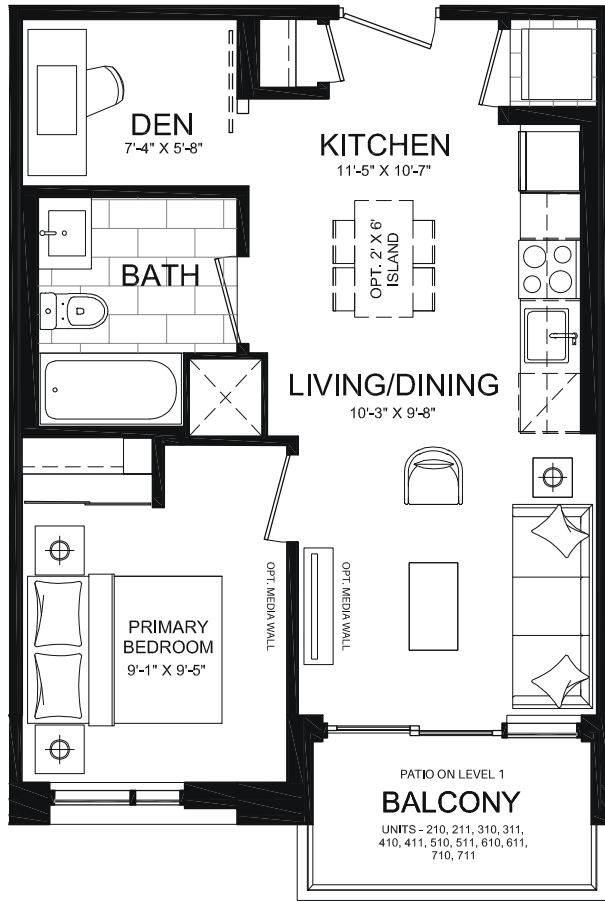 DEN
7'-4" X 5'-8"
KITCHEN
11'-5" X 10'-7"
OPT. 2' X 6'
ISLAND
BATH
LIVING/DINING
10'-3" X 9'-8"
OPT. MEDIA WALL
OPT. MEDIA WALL
PRIMARY
BEDROOM
9'-1" X 9'-5"
PATIO ON LEVEL 1
BALCONY
UNITS - 210, 211, 310, 311,
410, 411, 510, 511, 610, 611,
710, 711